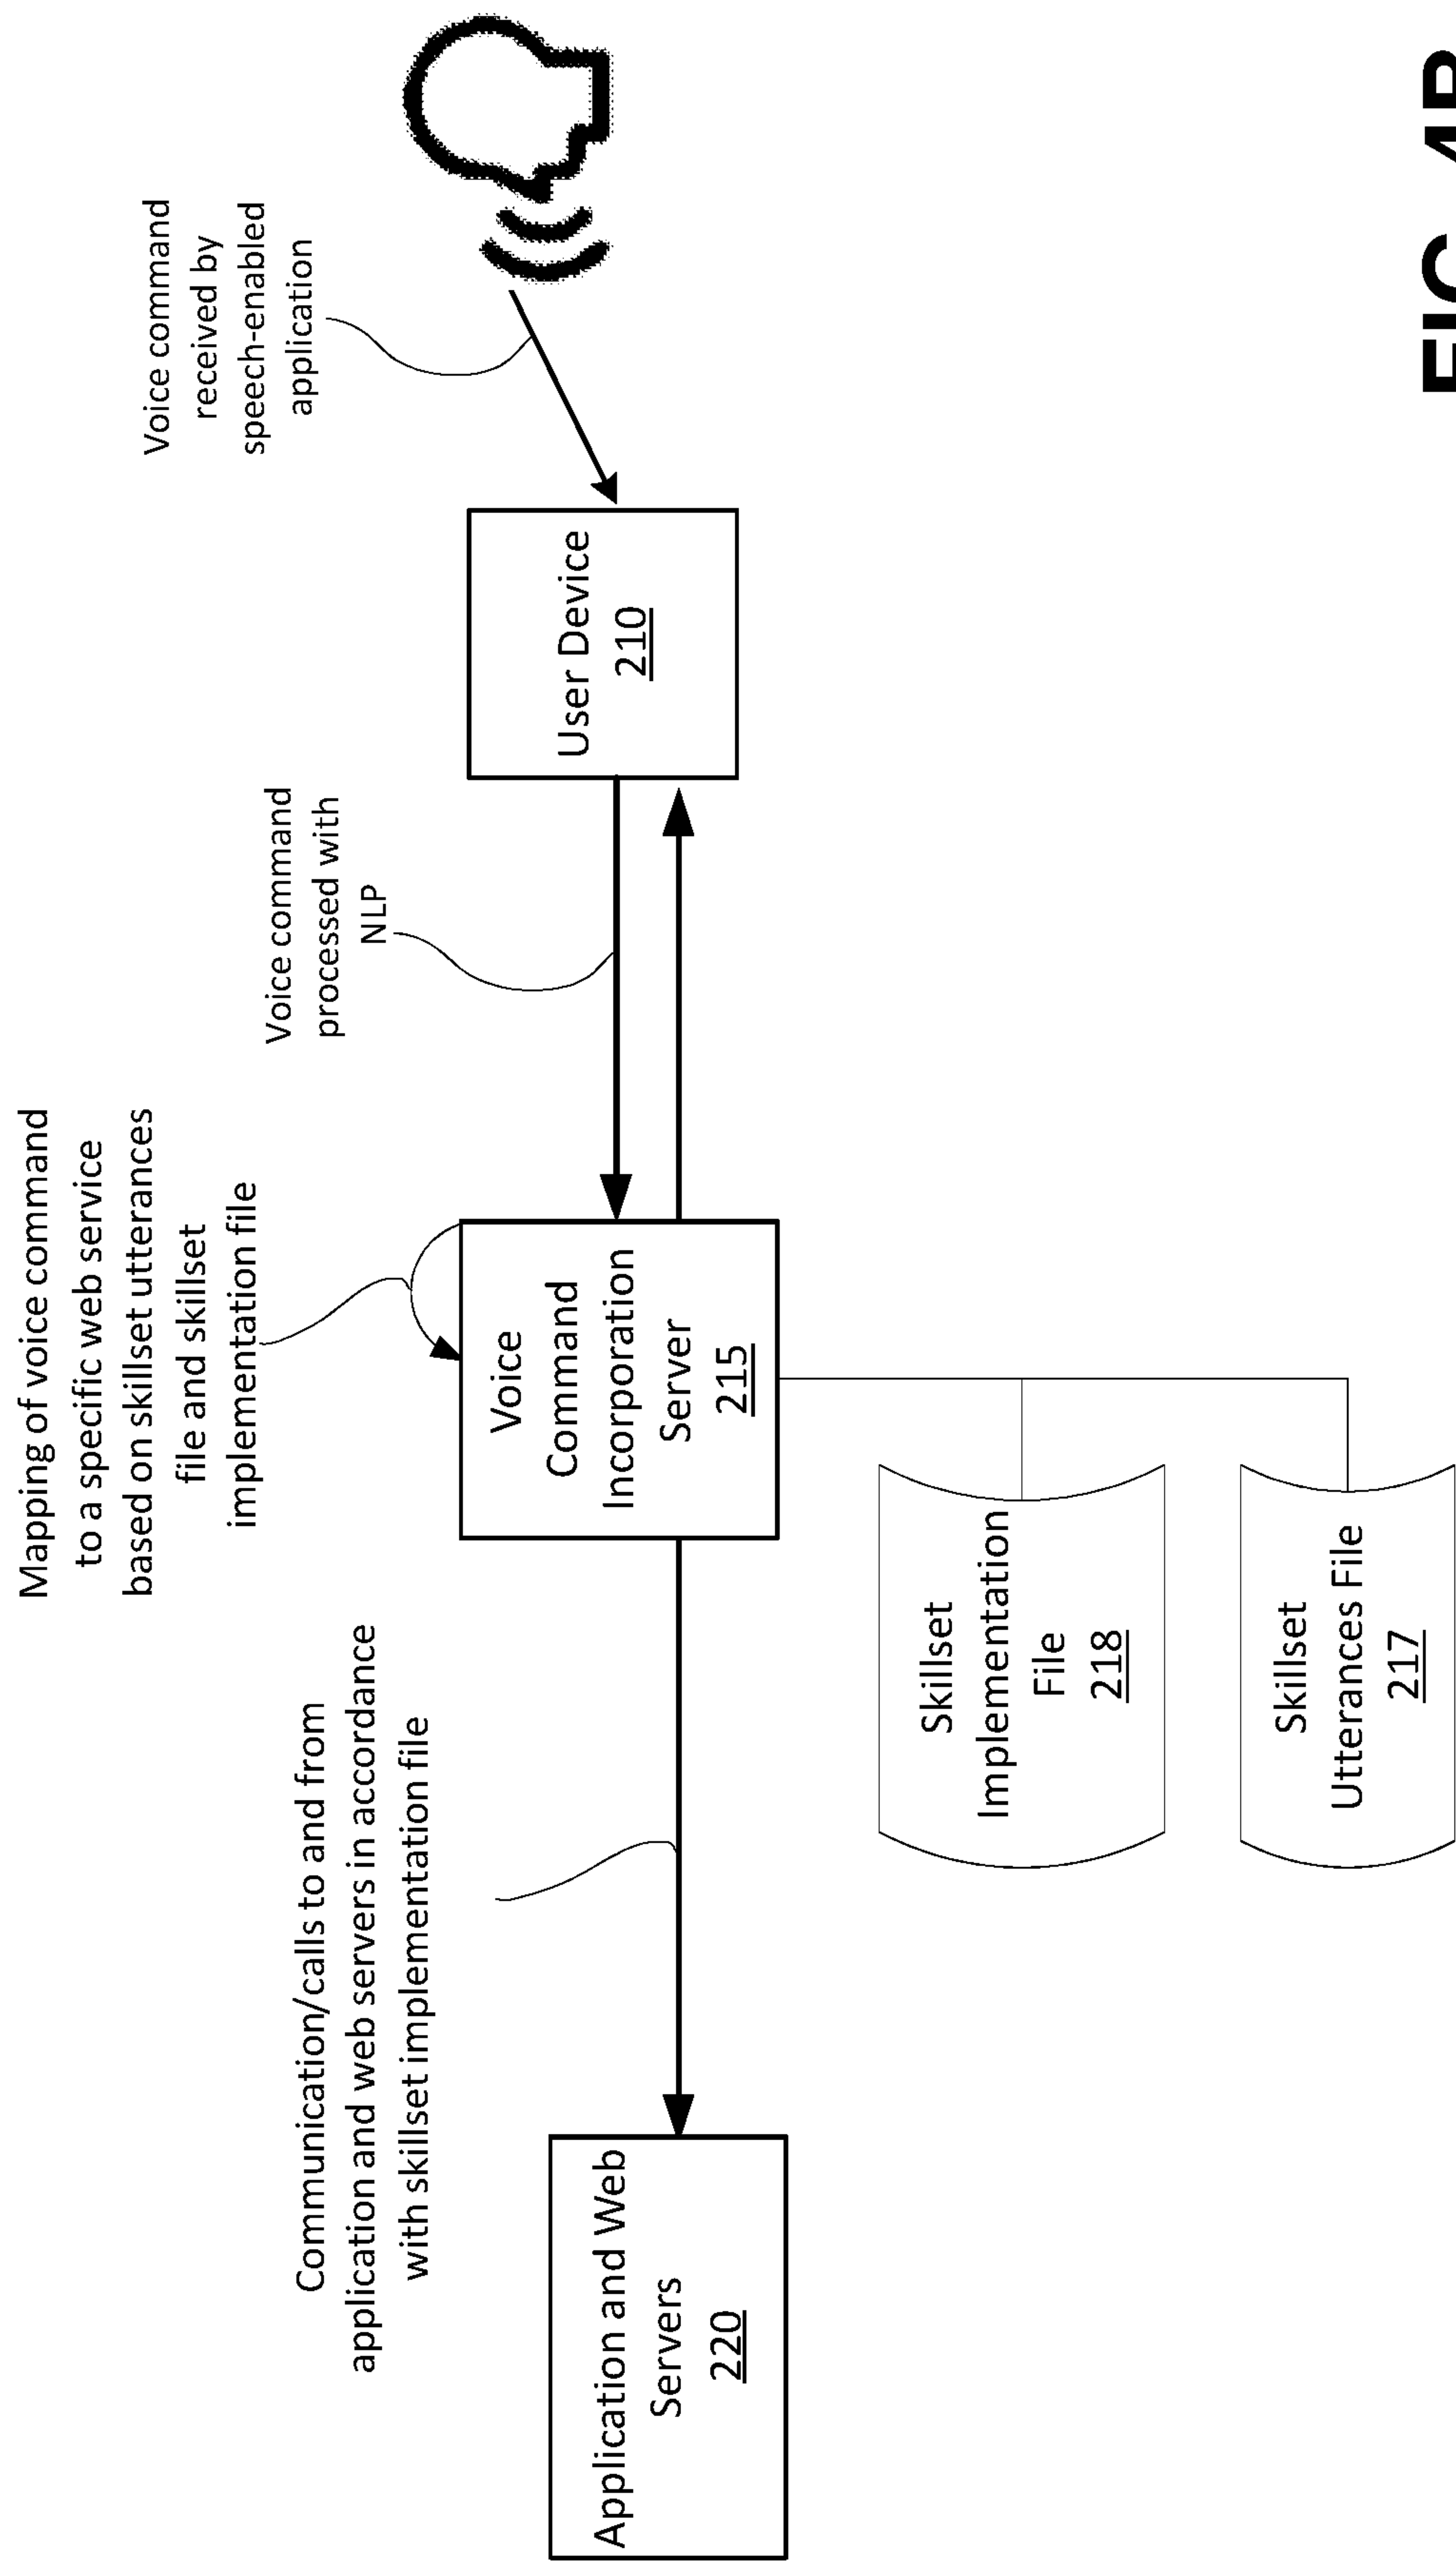 Mapping of voice command
to a specific web service
based on skillset utterances
file and skillset
implementation file
Communication/calls to and from
application and web servers in accordance
with skillset implementation file
Voice command
processed with
NLP
Voice command
received by
speech-enabled
application
Application and Web
Servers
220
Voice
Command
Incorporation
Server
215
User Device
210
Skillset
Implementation
File
218
Skillset
Utterances File
217
FIG. 4B